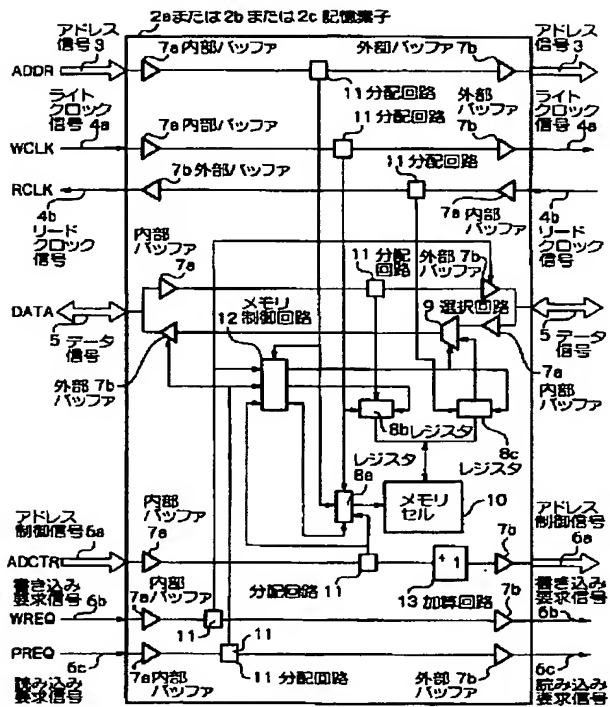 2aまたは2bまたは2c 記憶素子
アドレス
信号3
ADDR
7a 内部バッファ
外部バッファ 7b
アドレス
信号3
11 分配回路
ライト
クロック
信号
4a
WCLK
7a 内部バッファ
11 分配回路
外部
バッファ
7b
ライト
クロック
信号
4a
RCLK
7b 外部バッファ
11 分配回路
7a 内部
バッファ
4b
リード
クロック
信号
4b
リード
クロック
信号
内部
バッファ
7a
11 分配
回路
外部 7b
バッファ
DATA
5 データ
信号
メモリ
12 制御回路
9 選択回路
5
データ
信号
外部 7b
バッファ
7a
内部
バッファ
8bレジスタ
8c
レジスタ
レジスタ
8a
メモリ
セル
10
アドレス
制御信号 6a
ADCTR
内部
バッファ
7a
7b
アドレス
制御信号
6a
分配回路 11
+1
13 加算回路
書き込み
要求信号
6b
WREQ
内部
バッファ
7a
11
7b
書き込み
要求信号
6b
PREQ
6c
読み込み
要求信号
7a 内部
バッファ
11
11 分配回路
外部 7b
バッファ
6c
読み込み
要求信号